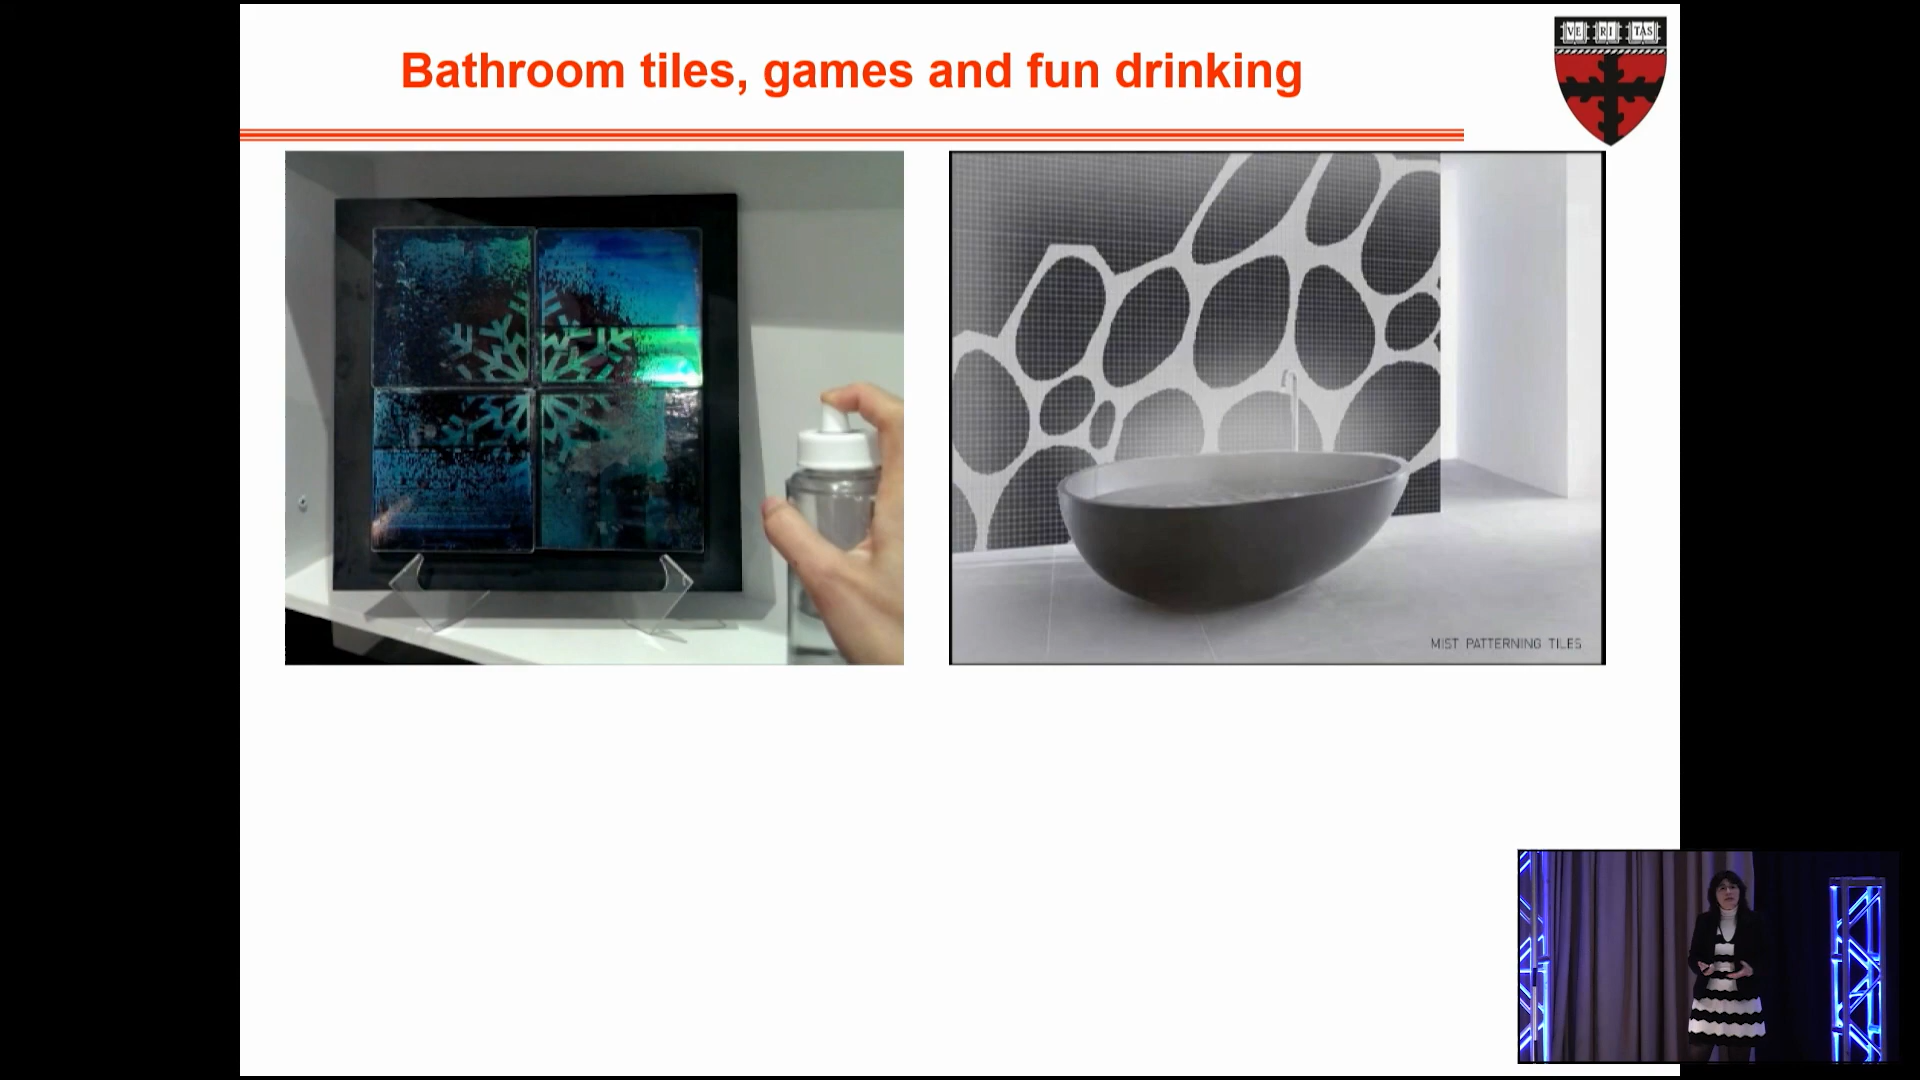 Bathroom tiles, games and fun drinking
VE RI TAS
MIST PATTERNING TILES